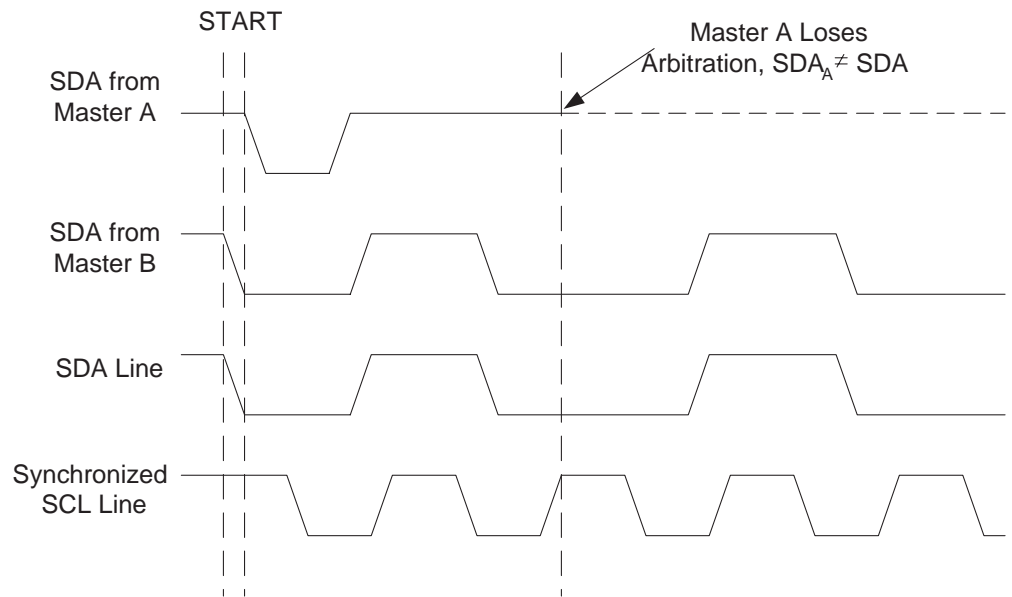 START
Master A Loses
Arbitration, SDA_A ≠ SDA
SDA from
Master A
SDA from
Master B
SDA Line
Synchronized
SCL Line